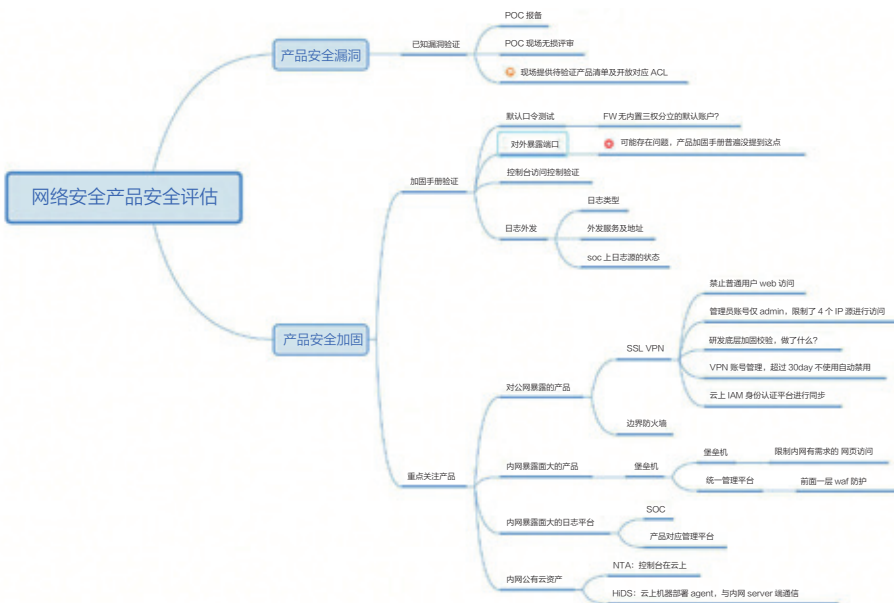 网络安全产品安全评估
产品安全漏洞
已知漏洞验证
POC 报备
POC 现场无损评审
现场提供待验证产品清单及开放对应 ACL
产品安全加固
加固手册验证
默认口令测试
FW 无内置三权分立的默认账户?
对外暴露端口
可能存在问题，产品加固手册普遍没提到这点
控制台访问控制验证
日志外发
日志类型
外发服务及地址
soc 上日志源的状态
重点关注产品
对公网暴露的产品
SSL VPN
禁止普通用户 web 访问
管理员账号仅 admin，限制了 4 个 IP 源进行访问
研发底层加固校验，做了什么?
VPN 账号管理，超过 30day 不使用自动禁用
云上 IAM 身份认证平台进行同步
边界防火墙
内网暴露面大的产品
堡垒机
堡垒机
限制内网有需求的 网页访问
统一管理平台
前面一层 waf 防护
内网暴露面大的日志平台
SOC
产品对应管理平台
内网公有云资产
NTA：控制台在云上
HiDS：云上机器部署 agent，与内网 server 端通信